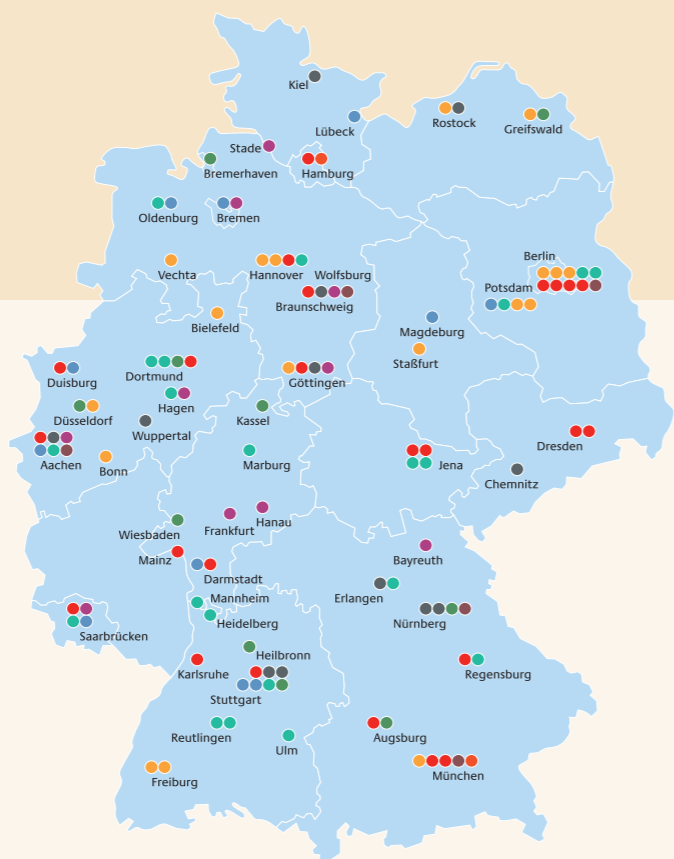 Kiel
Lübeck
Rostock
Greifswald
Stade
Bremerhaven
Hamburg
Oldenburg
Bremen
Vechta
Hannover
Wolfsburg
Berlin
Potsdam
Braunschweig
Bielefeld
Magdeburg
Staßfurt
Duisburg
Dortmund
Göttingen
Hagen
Düsseldorf
Kassel
Wuppertal
Dresden
Aachen
Bonn
Marburg
Jena
Chemnitz
Frankfurt
Hanau
Wiesbaden
Mainz
Bayreuth
Darmstadt
Mannheim
Erlangen
Heidelberg
Nürnberg
Saarbrücken
Heilbronn
Karlsruhe
Regensburg
Stuttgart
Reutlingen
Augsburg
Ulm
München
Freiburg